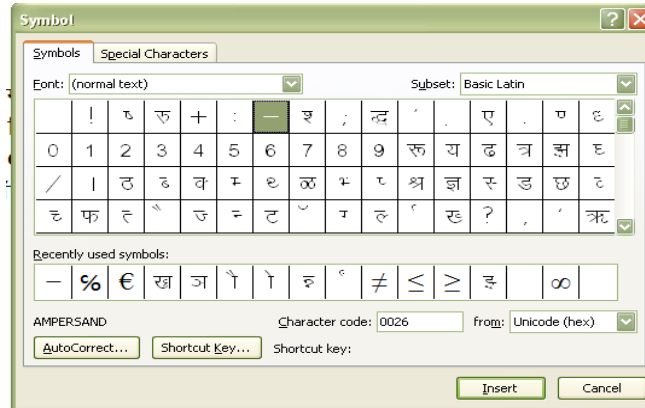 Symbol
Symbols Special Characters
Font: (normal text) Subset: Basic Latin
! ष्‍ रु + : – श्‍ ; द्ध ' . ए . ण
0 1 2 3 4 5 6 7 8 9 रू य ढ त्र झ
/ । ठ व ळ श्र ज्ञ ड छ
फ ज ट ख् ? , ' ऋ
Recently used symbols:
– % € ख ञ ै ो ≠ ≤ ≥ ∞
AMPERSAND Character code: 0026 from: Unicode (hex)
AutoCorrect... Shortcut Key... Shortcut key:
Insert Cancel